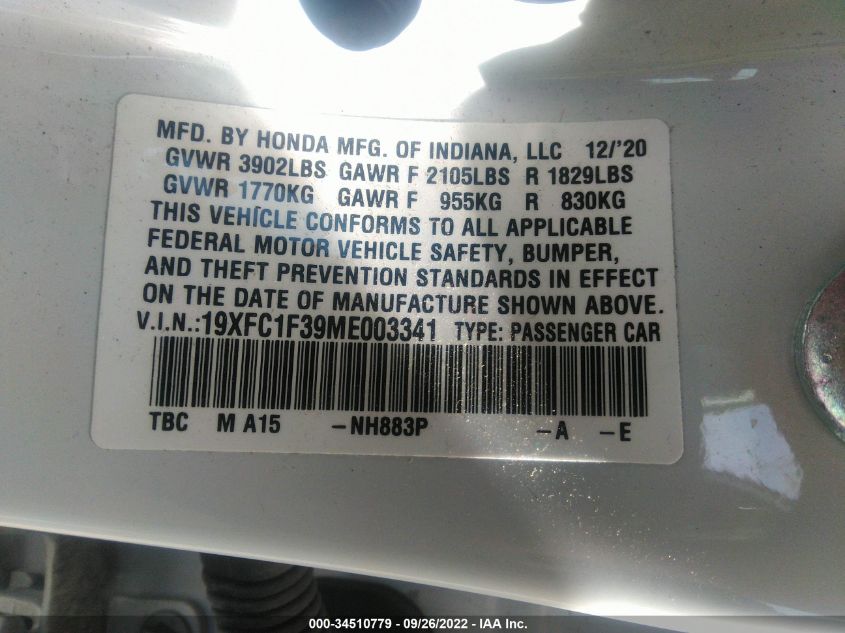 MFD. BY HONDA MFG. OF INDIANA, LLC 12/'20
GVWR 3902LBS GAWR F 2105LBS R 1829LBS
GVWR 1770KG GAWR F 955KG R 830KG
THIS VEHICLE CONFORMS TO ALL APPLICABLE
FEDERAL MOTOR VEHICLE SAFETY, BUMPER,
AND THEFT PREVENTION STANDARDS IN EFFECT
ON THE DATE OF MANUFACTURE SHOWN ABOVE.
V.I.N.:19XFC1F39ME003341 TYPE: PASSENGER CAR
TBC M A15 -NH883P -A -E
000-34510779 - 09/26/2022 - IAA Inc.